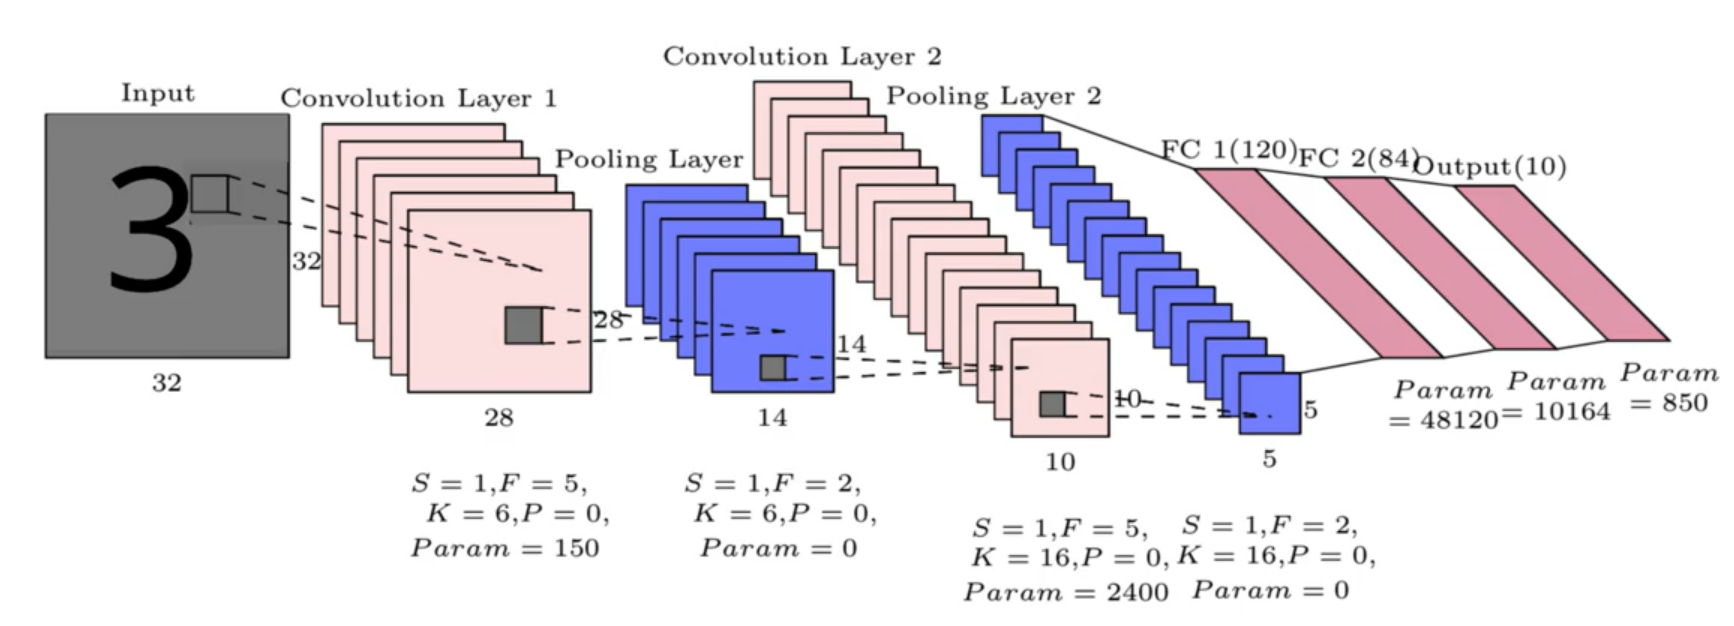 Input
3
32
32
Convolution Layer 1
28
28
S = 1,F = 5,
K = 6,P = 0,
Param = 150
Pooling Layer
14
14
S = 1,F = 2,
K = 6,P = 0,
Param = 0
Convolution Layer 2
10
10
S = 1,F = 5,
K = 16,P = 0,
Param = 2400
Pooling Layer 2
5
5
S = 1,F = 2,
K = 16,P = 0,
Param = 0
FC 1(120)
Param
= 48120
FC 2(84)
Param
= 10164
Output(10)
Param
= 850